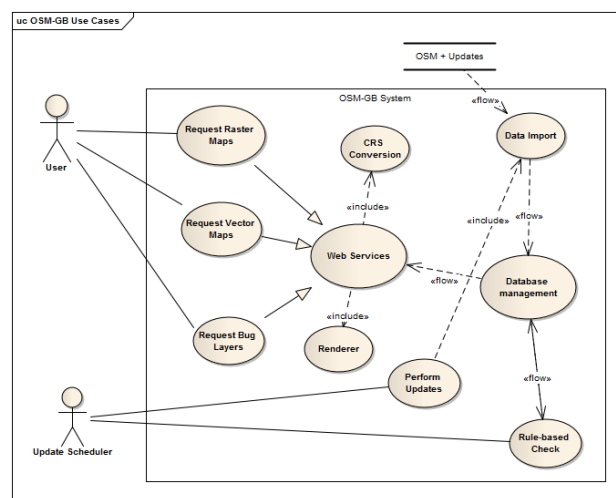 uc OSM-GB Use Cases
OSM + Updates
OSM-GB System
«flow»
Request Raster
Maps
CRS
Conversion
Data Import
User
«include»
«include»
«flow»
Request Vector
Maps
Web Services
«flow»
Database
management
«include»
Request Bug
Layers
Renderer
Perform
Updates
«flow»
Update Scheduler
Rule-based
Check